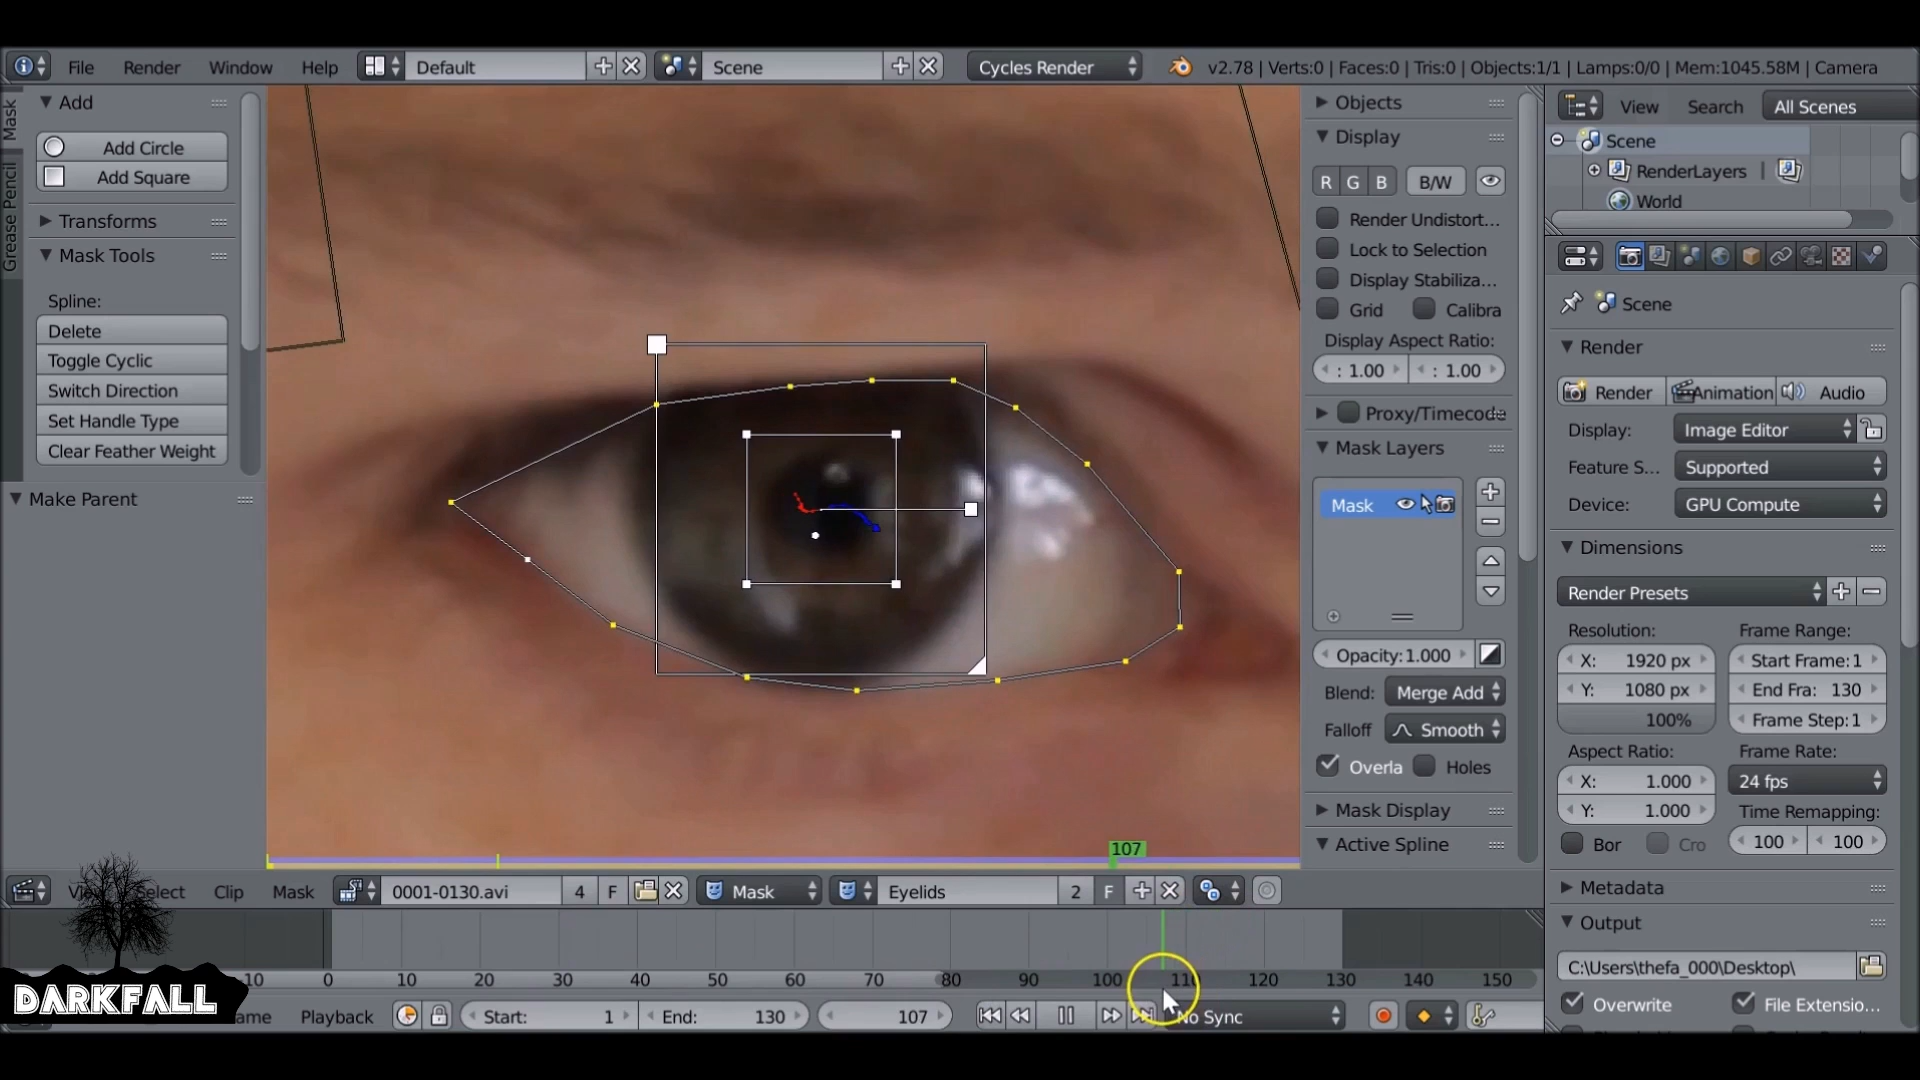 File Render Window Help Default Scene Cycles Render v2.78 | Verts:0 | Faces:0 | Tris:0 | Objects:1/1 | Lamps:0/0 | Mem:1045.58M | Camera
Mask
Grease Pencil
Add
Add Circle
Add Square
Transforms
Mask Tools
Spline:
Delete
Toggle Cyclic
Switch Direction
Set Handle Type
Clear Feather Weight
Make Parent
Objects
Display
R G B B/W
Render Undistort...
Lock to Selection
Display Stabiliza...
Grid Calibra
Display Aspect Ratio:
: 1.00 : 1.00
Proxy/Timecode
Mask Layers
Mask
Opacity:1.000
Blend: Merge Add
Falloff Smooth
Overla Holes
Mask Display
Active Spline
View Search All Scenes
Scene
RenderLayers
World
Scene
Render
Render Animation Audio
Display: Image Editor
Feature S... Supported
Device: GPU Compute
Dimensions
Render Presets
Resolution: Frame Range:
X: 1920 px Start Frame:1
Y: 1080 px End Fra: 130
100% Frame Step:1
Aspect Ratio: Frame Rate:
X: 1.000 24 fps
Y: 1.000 Time Remapping:
Bor Cro 100 100
Metadata
Output
C:\Users\thefa_000\Desktop\
Overwrite File Extensio...
107
Select Clip Mask 0001-0130.avi 4 F Mask Eyelids 2 F
-10 0 10 20 30 40 50 60 70 80 90 100 110 120 130 140 150
DARKFALL
Playback Start: 1 End: 130 107 No Sync